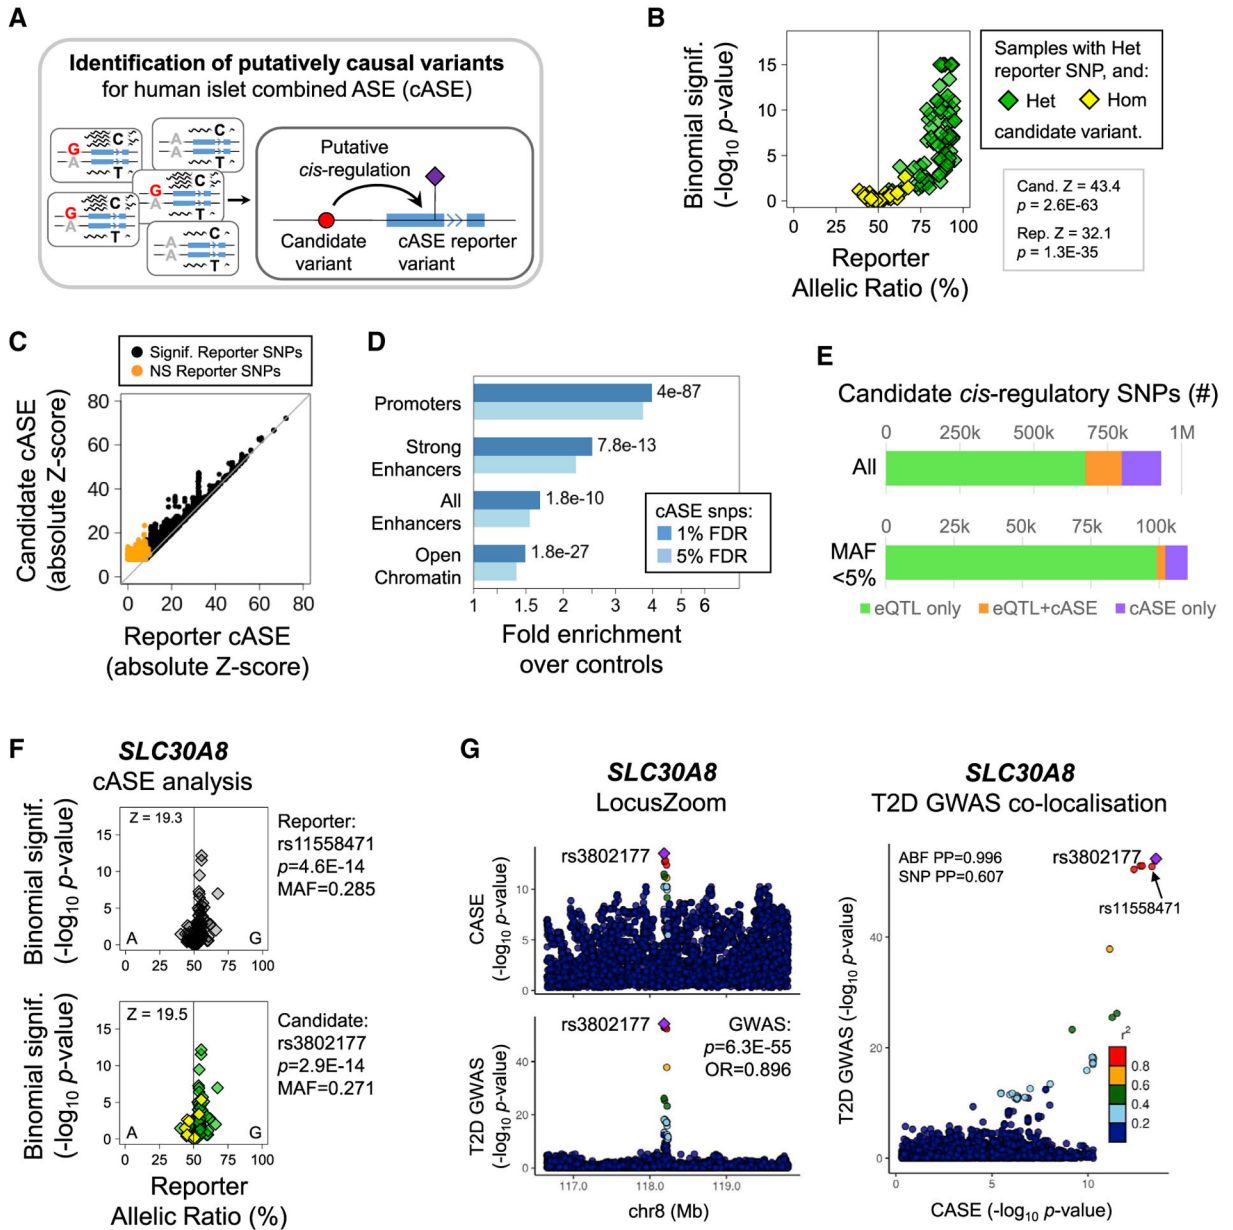 A
Identification of putatively causal variants
for human islet combined ASE (cASE)
G
A
C
T
A
A
C
T
G
A
C
T
G
A
C
T
A
A
C
T
Putative
cis-regulation
Candidate
variant
cASE reporter
variant
B
Binomial signif.
(-log10 p-value)
15
10
5
0
0
25
50
75
100
Reporter
Allelic Ratio (%)
Samples with Het
reporter SNP, and:
Het
Hom
candidate variant.
Cand. Z = 43.4
p = 2.6E-63
Rep. Z = 32.1
p = 1.3E-35
C
Signif. Reporter SNPs
NS Reporter SNPs
Candidate cASE
(absolute Z-score)
80
60
40
20
0
0
20
40
60
80
Reporter cASE
(absolute Z-score)
D
Promoters
4e-87
Strong
Enhancers
7.8e-13
All
Enhancers
1.8e-10
Open
Chromatin
1.8e-27
cASE snps:
1% FDR
5% FDR
1
1.5
2
3
4
5
6
Fold enrichment
over controls
E
Candidate cis-regulatory SNPs (#)
0
250k
500k
750k
1M
All
0
25k
50k
75k
100k
MAF
<5%
eQTL only
eQTL+cASE
cASE only
F
SLC30A8
cASE analysis
Binomial signif.
(-log10 p-value)
Z = 19.3
15
10
5
0
A
G
0
25
50
75
100
Reporter:
rs11558471
p=4.6E-14
MAF=0.285
Binomial signif.
(-log10 p-value)
Z = 19.5
15
10
5
0
A
G
0
25
50
75
100
Candidate:
rs3802177
p=2.9E-14
MAF=0.271
Reporter
Allelic Ratio (%)
G
SLC30A8
LocusZoom
CASE
(-log10 p-value)
rs3802177
10
5
0
T2D GWAS
(-log10 p-value)
rs3802177
GWAS:
p=6.3E-55
OR=0.896
40
20
0
117.0
118.0
119.0
chr8 (Mb)
SLC30A8
T2D GWAS co-localisation
ABF PP=0.996
SNP PP=0.607
rs3802177
rs11558471
T2D GWAS (-log10 p-value)
40
20
0
r2
0.8
0.6
0.4
0.2
0
5
10
CASE (-log10 p-value)